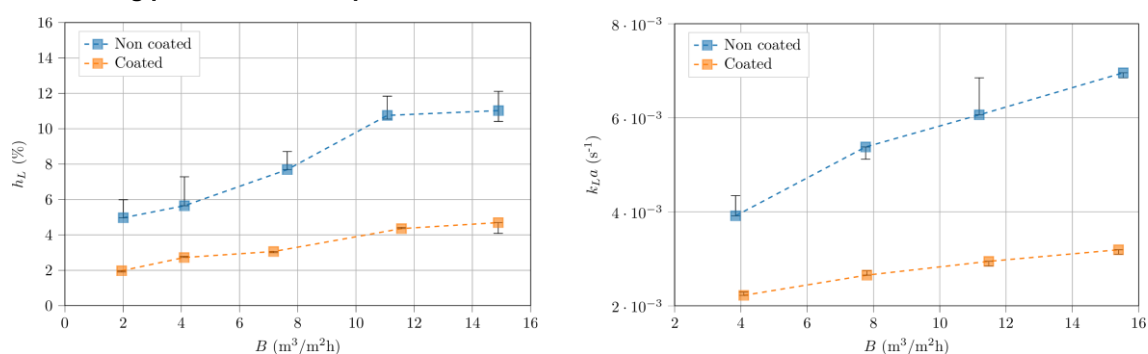 16
14
12
10
8
6
4
2
0
h_L (%)
Non coated
Coated
0 2 4 6 8 10 12 14 16
B (m³/m²h)
8 · 10⁻³
6 · 10⁻³
4 · 10⁻³
2 · 10⁻³
k_L a (s⁻¹)
Non coated
Coated
2 4 6 8 10 12 14 16
B (m³/m²h)